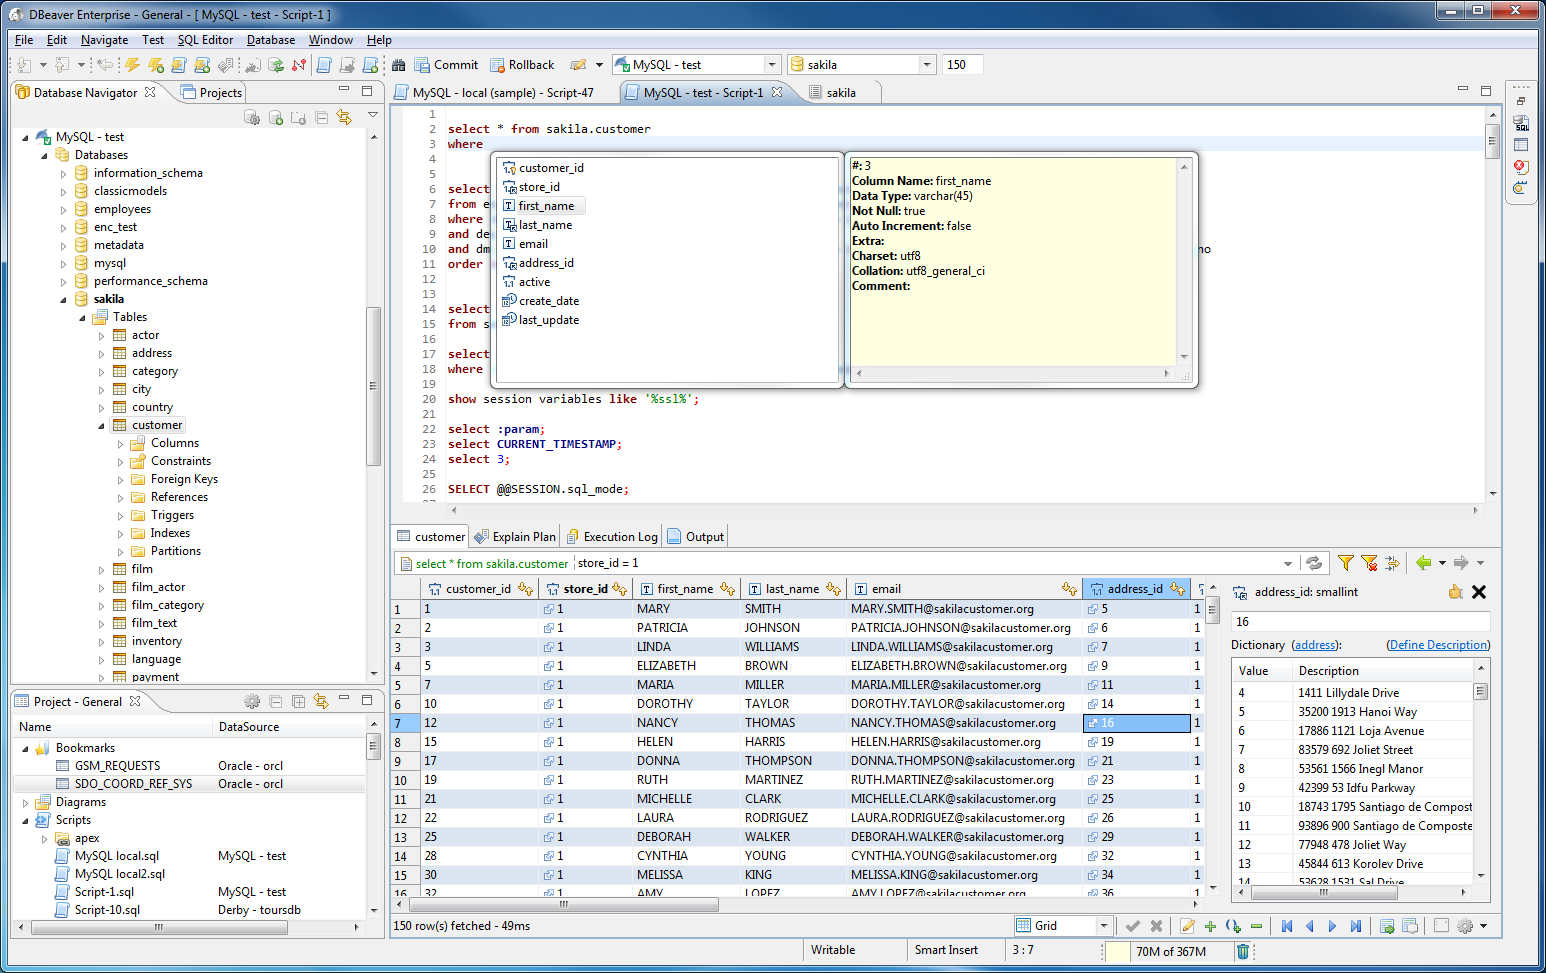 DBeaver Enterprise - General - [ MySQL - test - Script-1 ]
File Edit Navigate Test SQL Editor Database Window Help
Commit Rollback MySQL - test sakila 150
Database Navigator Projects
MySQL - test
Databases
information_schema
classicmodels
employees
enc_test
metadata
mysql
performance_schema
sakila
Tables
actor
address
category
city
country
customer
Columns
Constraints
Foreign Keys
References
Triggers
Indexes
Partitions
film
film_actor
film_category
film_text
inventory
language
payment
Project - General
Name DataSource
Bookmarks
GSM_REQUESTS Oracle - orcl
SDO_COORD_REF_SYS Oracle - orcl
Diagrams
Scripts
apex
MySQL local.sql MySQL - test
MySQL local2.sql
Script-1.sql MySQL - test
Script-10.sql Derby - toursdb
MySQL - local (sample) - Script-47 MySQL - test - Script-1 sakila
1
2 select * from sakila.customer
3 where
4
5
6 select
7 from e
8 where
9 and de
10 and dm no
11 order
12
13
14 select
15 from s
16
17 select
18 where
19
20 show session variables like '%ssl%';
21
22 select :param;
23 select CURRENT_TIMESTAMP;
24 select 3;
25
26 SELECT @@SESSION.sql_mode;
customer_id
store_id
first_name
last_name
email
address_id
active
create_date
last_update
#: 3
Column Name: first_name
Data Type: varchar(45)
Not Null: true
Auto Increment: false
Extra:
Charset: utf8
Collation: utf8_general_ci
Comment:
SQL
customer Explain Plan Execution Log Output
select * from sakila.customer store_id = 1
customer_id store_id first_name last_name email address_id
1 1 1 MARY SMITH MARY.SMITH@sakilacustomer.org 5 1
2 2 1 PATRICIA JOHNSON PATRICIA.JOHNSON@sakilacustomer.org 6 1
3 3 1 LINDA WILLIAMS LINDA.WILLIAMS@sakilacustomer.org 7 1
4 5 1 ELIZABETH BROWN ELIZABETH.BROWN@sakilacustomer.org 9 1
5 7 1 MARIA MILLER MARIA.MILLER@sakilacustomer.org 11 1
6 10 1 DOROTHY TAYLOR DOROTHY.TAYLOR@sakilacustomer.org 14 1
7 12 1 NANCY THOMAS NANCY.THOMAS@sakilacustomer.org 16 1
8 15 1 HELEN HARRIS HELEN.HARRIS@sakilacustomer.org 19 1
9 17 1 DONNA THOMPSON DONNA.THOMPSON@sakilacustomer.org 21 1
10 19 1 RUTH MARTINEZ RUTH.MARTINEZ@sakilacustomer.org 23 1
11 21 1 MICHELLE CLARK MICHELLE.CLARK@sakilacustomer.org 25 1
12 22 1 LAURA RODRIGUEZ LAURA.RODRIGUEZ@sakilacustomer.org 26 1
13 25 1 DEBORAH WALKER DEBORAH.WALKER@sakilacustomer.org 29 1
14 28 1 CYNTHIA YOUNG CYNTHIA.YOUNG@sakilacustomer.org 32 1
15 30 1 MELISSA KING MELISSA.KING@sakilacustomer.org 34 1
16 32 1 AMY LOPEZ AMY.LOPEZ@sakilacustomer.org 36 1
address_id: smallint
16
Dictionary (address): (Define Description)
Value Description
4 1411 Lillydale Drive
5 35200 1913 Hanoi Way
6 17886 1121 Loja Avenue
7 83579 692 Joliet Street
8 53561 1566 Inegl Manor
9 42399 53 Idfu Parkway
10 18743 1795 Santiago de Compost
11 93896 900 Santiago de Composte
12 77948 478 Joliet Way
13 45844 613 Korolev Drive
14 53628 1531 Sal Drive
150 row(s) fetched - 49ms Grid
Writable Smart Insert 3 : 7 70M of 367M